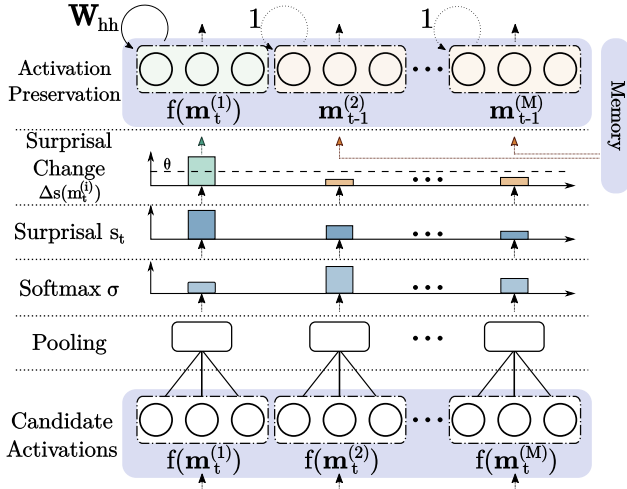 W_hh 1 1
Activation
Preservation
f(m_t^(1)) m_t-1^(2) ... m_t-1^(M)
Memory
Surprisal
Change
Δs(m_t^(i))
θ
...
Surprisal s_t ...
Softmax σ ...
Pooling ...
Candidate
Activations
...
f(m_t^(1)) f(m_t^(2)) f(m_t^(M))